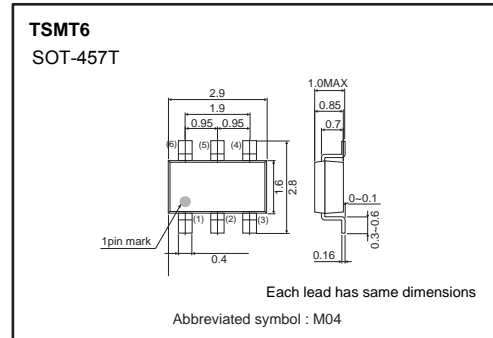 TSMT6
SOT-457T
1.0MAX
2.9
0.85
1.9
0.7
0.95 0.95
(6) (5) (4)
1.6
2.8
0~0.1
(1) (2) (3)
1pin mark
0.3~0.6
0.4
0.16
Each lead has same dimensions
Abbreviated symbol : M04